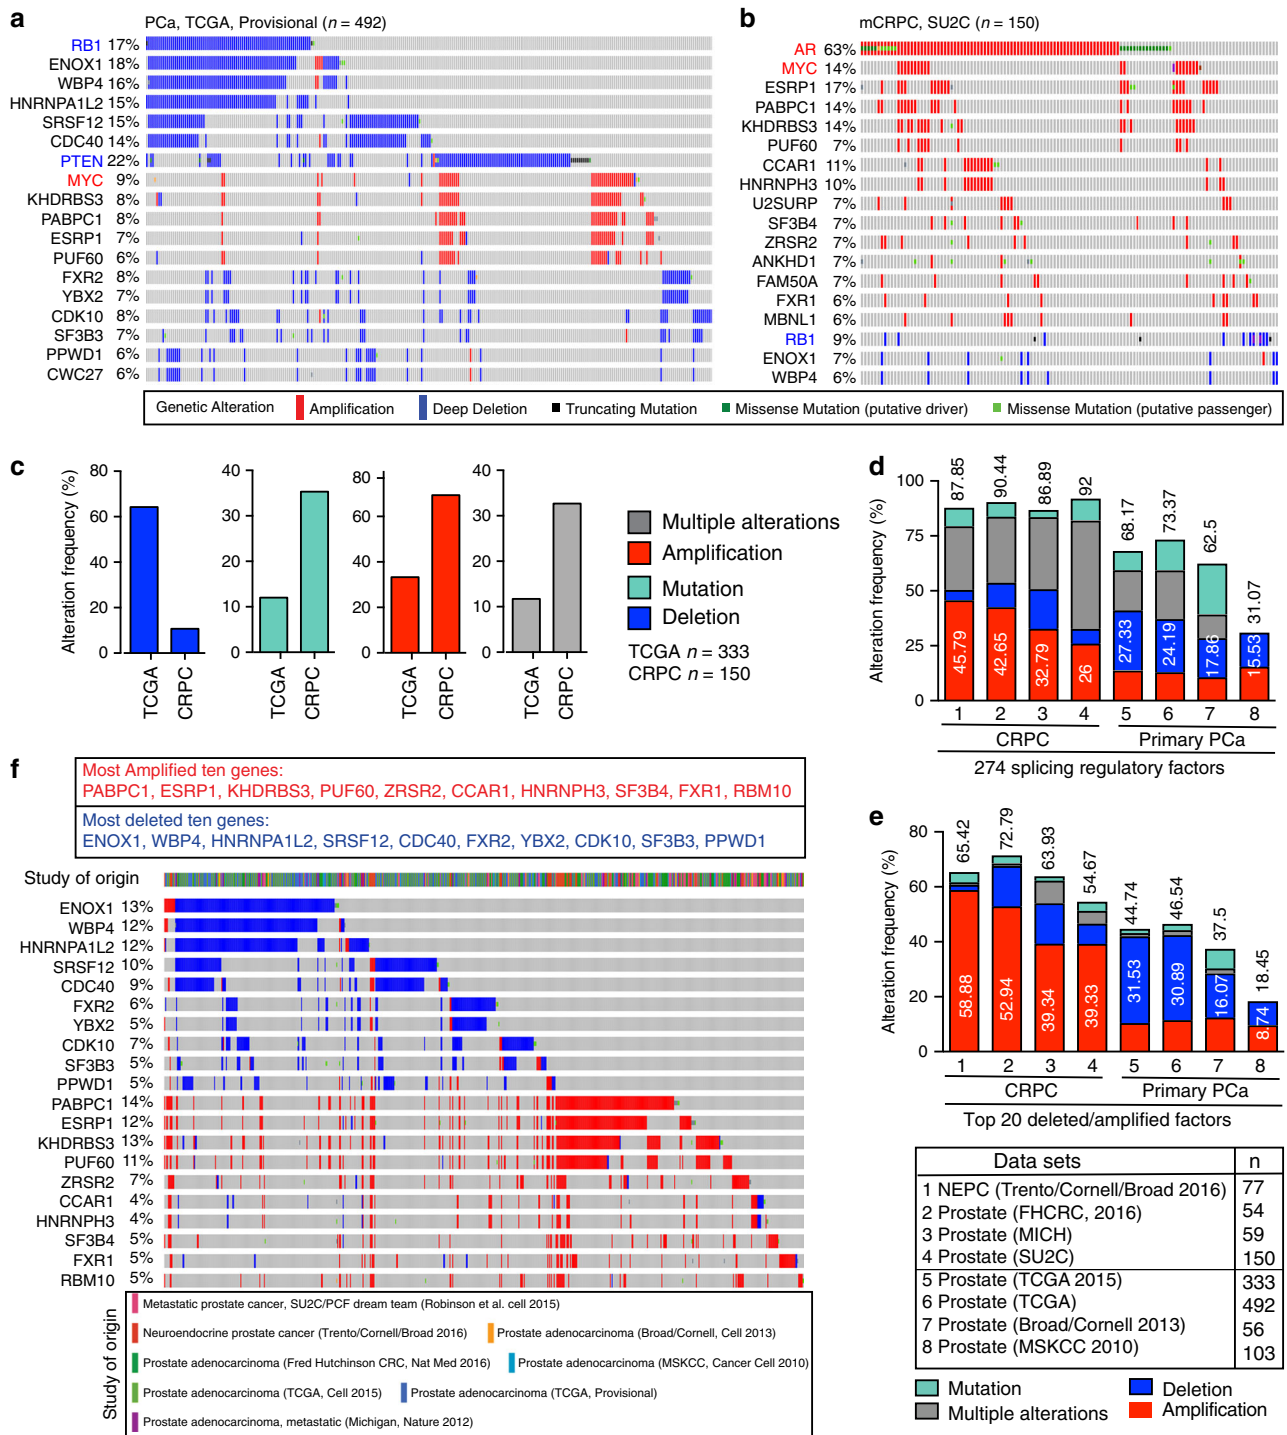 a
PCa, TCGA, Provisional (n = 492)
RB1 17%
ENOX1 18%
WBP4 16%
HNRNPA1L2 15%
SRSF12 15%
CDC40 14%
PTEN 22%
MYC 9%
KHDRBS3 8%
PABPC1 8%
ESRP1 7%
PUF60 6%
FXR2 8%
YBX2 7%
CDK10 8%
SF3B3 7%
PPWD1 6%
CWC27 6%
b
mCRPC, SU2C (n = 150)
AR 63%
MYC 14%
ESRP1 17%
PABPC1 14%
KHDRBS3 14%
PUF60 7%
CCAR1 11%
HNRNPH3 10%
U2SURP 7%
SF3B4 7%
ZRSR2 7%
ANKHD1 7%
FAM50A 7%
FXR1 6%
MBNL1 6%
RB1 9%
ENOX1 7%
WBP4 6%
Genetic Alteration Amplification Deep Deletion Truncating Mutation Missense Mutation (putative driver) Missense Mutation (putative passenger)
c
Alteration frequency (%)
80
60
40
20
0
TCGA
CRPC
40
30
20
10
0
TCGA
CRPC
80
60
40
20
0
TCGA
CRPC
40
30
20
10
0
TCGA
CRPC
Multiple alterations
Amplification
Mutation
Deletion
TCGA n = 333
CRPC n = 150
d
Alteration frequency (%)
100
75
50
25
0
87.85 90.44 86.89 92 68.17 73.37 62.5 31.07
45.79 42.65 32.79 26 27.33 24.19 17.86 15.53
1 2 3 4 5 6 7 8
CRPC Primary PCa
274 splicing regulatory factors
e
Alteration frequency (%)
80
60
40
20
0
65.42 72.79 63.93 54.67 44.74 46.54 37.5 18.45
58.88 52.94 39.34 39.33 31.53 30.89 16.07 8.74
1 2 3 4 5 6 7 8
CRPC Primary PCa
Top 20 deleted/amplified factors
Data sets n
1 NEPC (Trento/Cornell/Broad 2016) 77
2 Prostate (FHCRC, 2016) 54
3 Prostate (MICH) 59
4 Prostate (SU2C) 150
5 Prostate (TCGA 2015) 333
6 Prostate (TCGA) 492
7 Prostate (Broad/Cornell 2013) 56
8 Prostate (MSKCC 2010) 103
Mutation Deletion
Multiple alterations Amplification
f
Most Amplified ten genes:
PABPC1, ESRP1, KHDRBS3, PUF60, ZRSR2, CCAR1, HNRNPH3, SF3B4, FXR1, RBM10
Most deleted ten genes:
ENOX1, WBP4, HNRNPA1L2, SRSF12, CDC40, FXR2, YBX2, CDK10, SF3B3, PPWD1
Study of origin
ENOX1 13%
WBP4 12%
HNRNPA1L2 12%
SRSF12 10%
CDC40 9%
FXR2 6%
YBX2 5%
CDK10 7%
SF3B3 5%
PPWD1 5%
PABPC1 14%
ESRP1 12%
KHDRBS3 13%
PUF60 11%
ZRSR2 7%
CCAR1 4%
HNRNPH3 4%
SF3B4 5%
FXR1 5%
RBM10 5%
Study of origin
Metastatic prostate cancer, SU2C/PCF dream team (Robinson et al. cell 2015)
Neuroendocrine prostate cancer (Trento/Cornell/Broad 2016) Prostate adenocarcinoma (Broad/Cornell, Cell 2013)
Prostate adenocarcinoma (Fred Hutchinson CRC, Nat Med 2016) Prostate adenocarcinoma (MSKCC, Cancer Cell 2010)
Prostate adenocarcinoma (TCGA, Cell 2015) Prostate adenocarcinoma (TCGA, Provisional)
Prostate adenocarcinoma, metastatic (Michigan, Nature 2012)